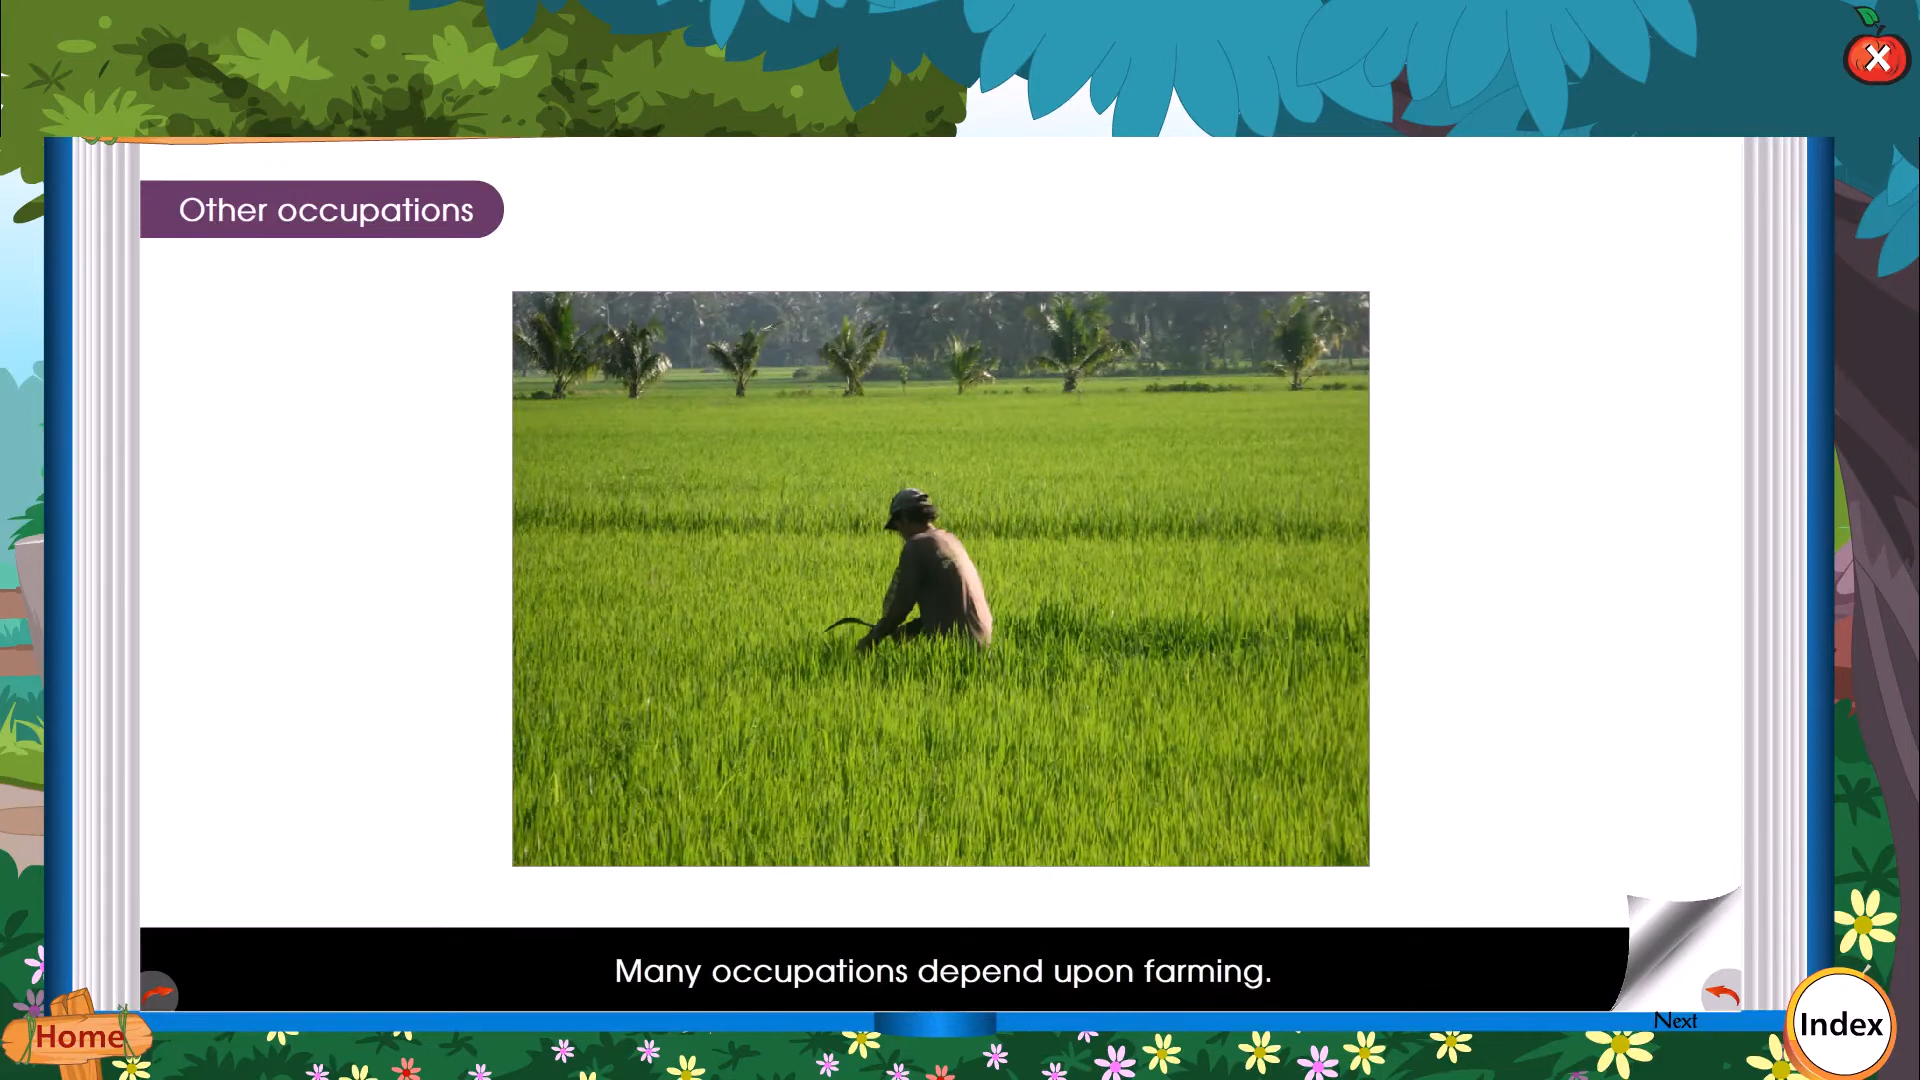 Other occupations
Many occupations depend upon farming.
Home
Next
Index